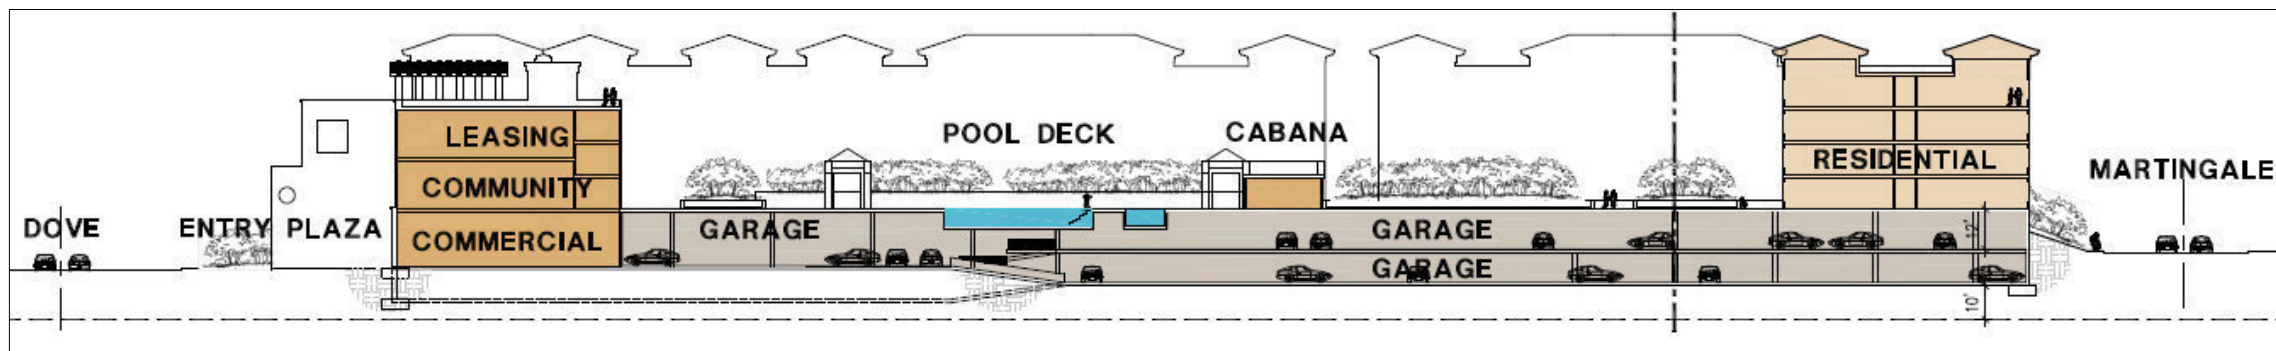 LEASING
POOL DECK
CABANA
COMMUNITY
RESIDENTIAL
MARTINGALE
DOVE
ENTRY PLAZA
COMMERCIAL
GARAGE
GARAGE
12'
GARAGE
10'